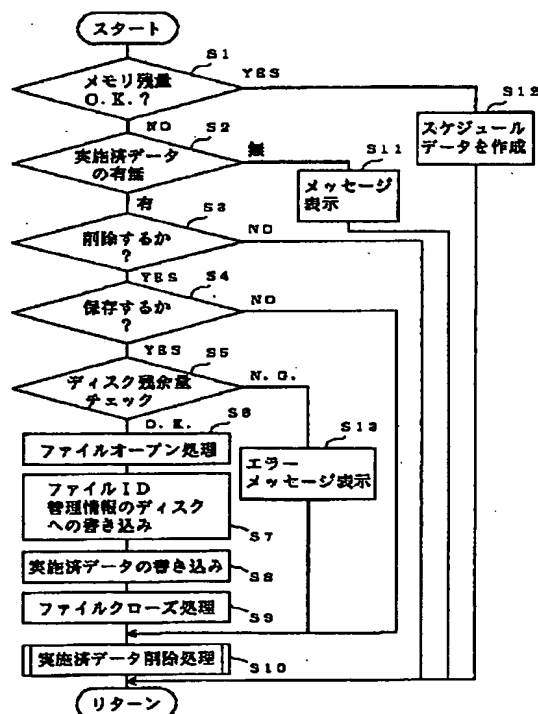 スタート
S1
メモリ残量
O.K.?
YES
S12
スケジュール
データを作成
NO
S2
実施済データ
の有無
無
S11
メッセージ
表示
有
S3
削除するか
?
NO
YES
S4
保存するか
?
NO
YES
S5
ディスク残余量
チェック
N.G.
O.K.
S6
S13
ファイルオープン処理
エラー
メッセージ表示
ファイルID
管理情報のディスク
への書き込み
S7
実施済データの書き込み
S8
ファイルクローズ処理
S9
実施済データ削除処理
S10
リターン